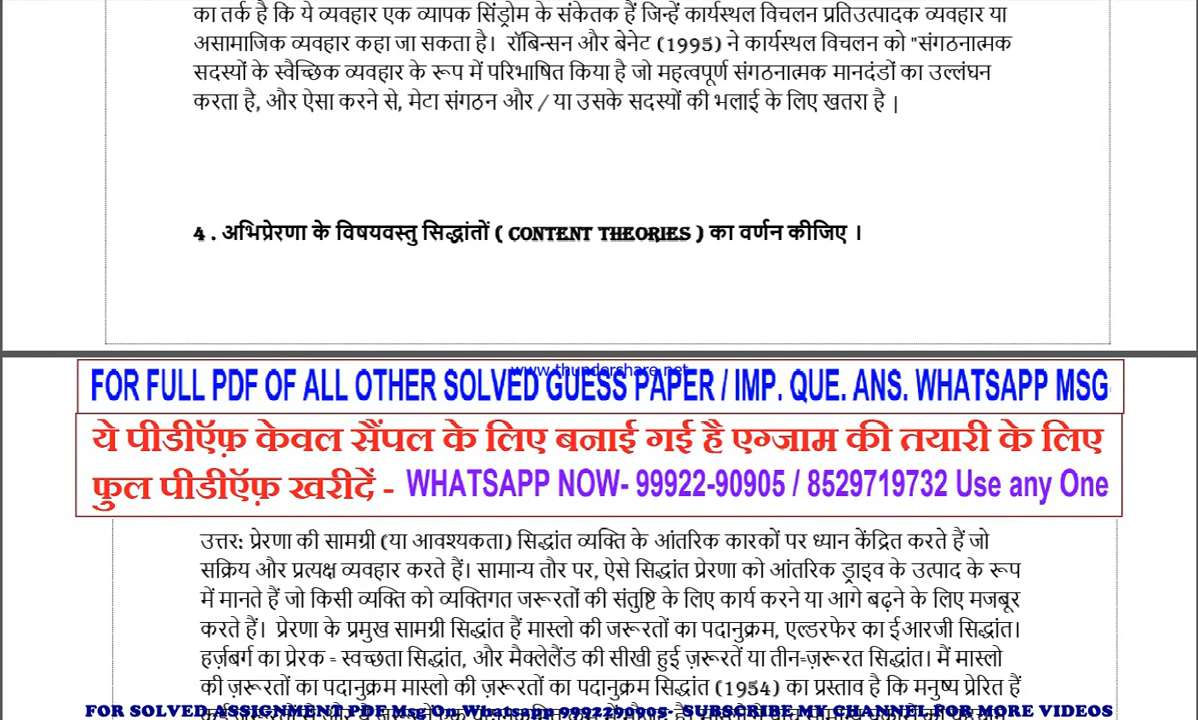 का तर्क है कि ये व्यवहार एक व्यापक सिंड्रोम के संकेतक हैं जिन्हें कार्यस्थल विचलन प्रतिउत्पादक व्यवहार या
असामाजिक व्यवहार कहा जा सकता है। रॉबिन्सन और बेनेट (1995) ने कार्यस्थल विचलन को "संगठनात्मक
सदस्यों के स्वैच्छिक व्यवहार के रूप में परिभाषित किया है जो महत्वपूर्ण संगठनात्मक मानदंडों का उल्लंघन
करता है, और ऐसा करने से, मेटा संगठन और / या उसके सदस्यों की भलाई के लिए खतरा है |
4 . अभिप्रेरणा के विषयवस्तु सिद्धांतों ( CONTENT THEORIES ) का वर्णन कीजिए ।
www.thundershare.net
FOR FULL PDF OF ALL OTHER SOLVED GUESS PAPER / IMP. QUE. ANS. WHATSAPP MSG
ये पीडीऍफ़ केवल सैंपल के लिए बनाई गई है एग्जाम की तयारी के लिए
फुल पीडीऍफ़ खरीदें - WHATSAPP NOW- 99922-90905 / 8529719732 Use any One
उत्तर: प्रेरणा की सामग्री (या आवश्यकता) सिद्धांत व्यक्ति के आंतरिक कारकों पर ध्यान केंद्रित करते हैं जो
सक्रिय और प्रत्यक्ष व्यवहार करते हैं। सामान्य तौर पर, ऐसे सिद्धांत प्रेरणा को आंतरिक ड्राइव के उत्पाद के रूप
में मानते हैं जो किसी व्यक्ति को व्यक्तिगत जरूरतों की संतुष्टि के लिए कार्य करने या आगे बढ़ने के लिए मजबूर
करते हैं। प्रेरणा के प्रमुख सामग्री सिद्धांत हैं मास्लो की जरूरतों का पदानुक्रम, एल्डरफेर का ईआरजी सिद्धांत।
हर्ज़बर्ग का प्रेरक = स्वच्छता सिद्धांत, और मैक्लेलैंड की सीखी हुई ज़रूरतें या तीन=ज़रूरत सिद्धांत। मैं मास्लो
की ज़रूरतों का पदानुक्रम मास्लो की ज़रूरतों का पदानुक्रम सिद्धांत (1954) का प्रस्ताव है कि मनुष्य प्रेरित हैं
FOR SOLVED ASSIGNMENT PDF Msg On Whatsapp 9992290905- SUBSCRIBE MY CHANNEL FOR MORE VIDEOS